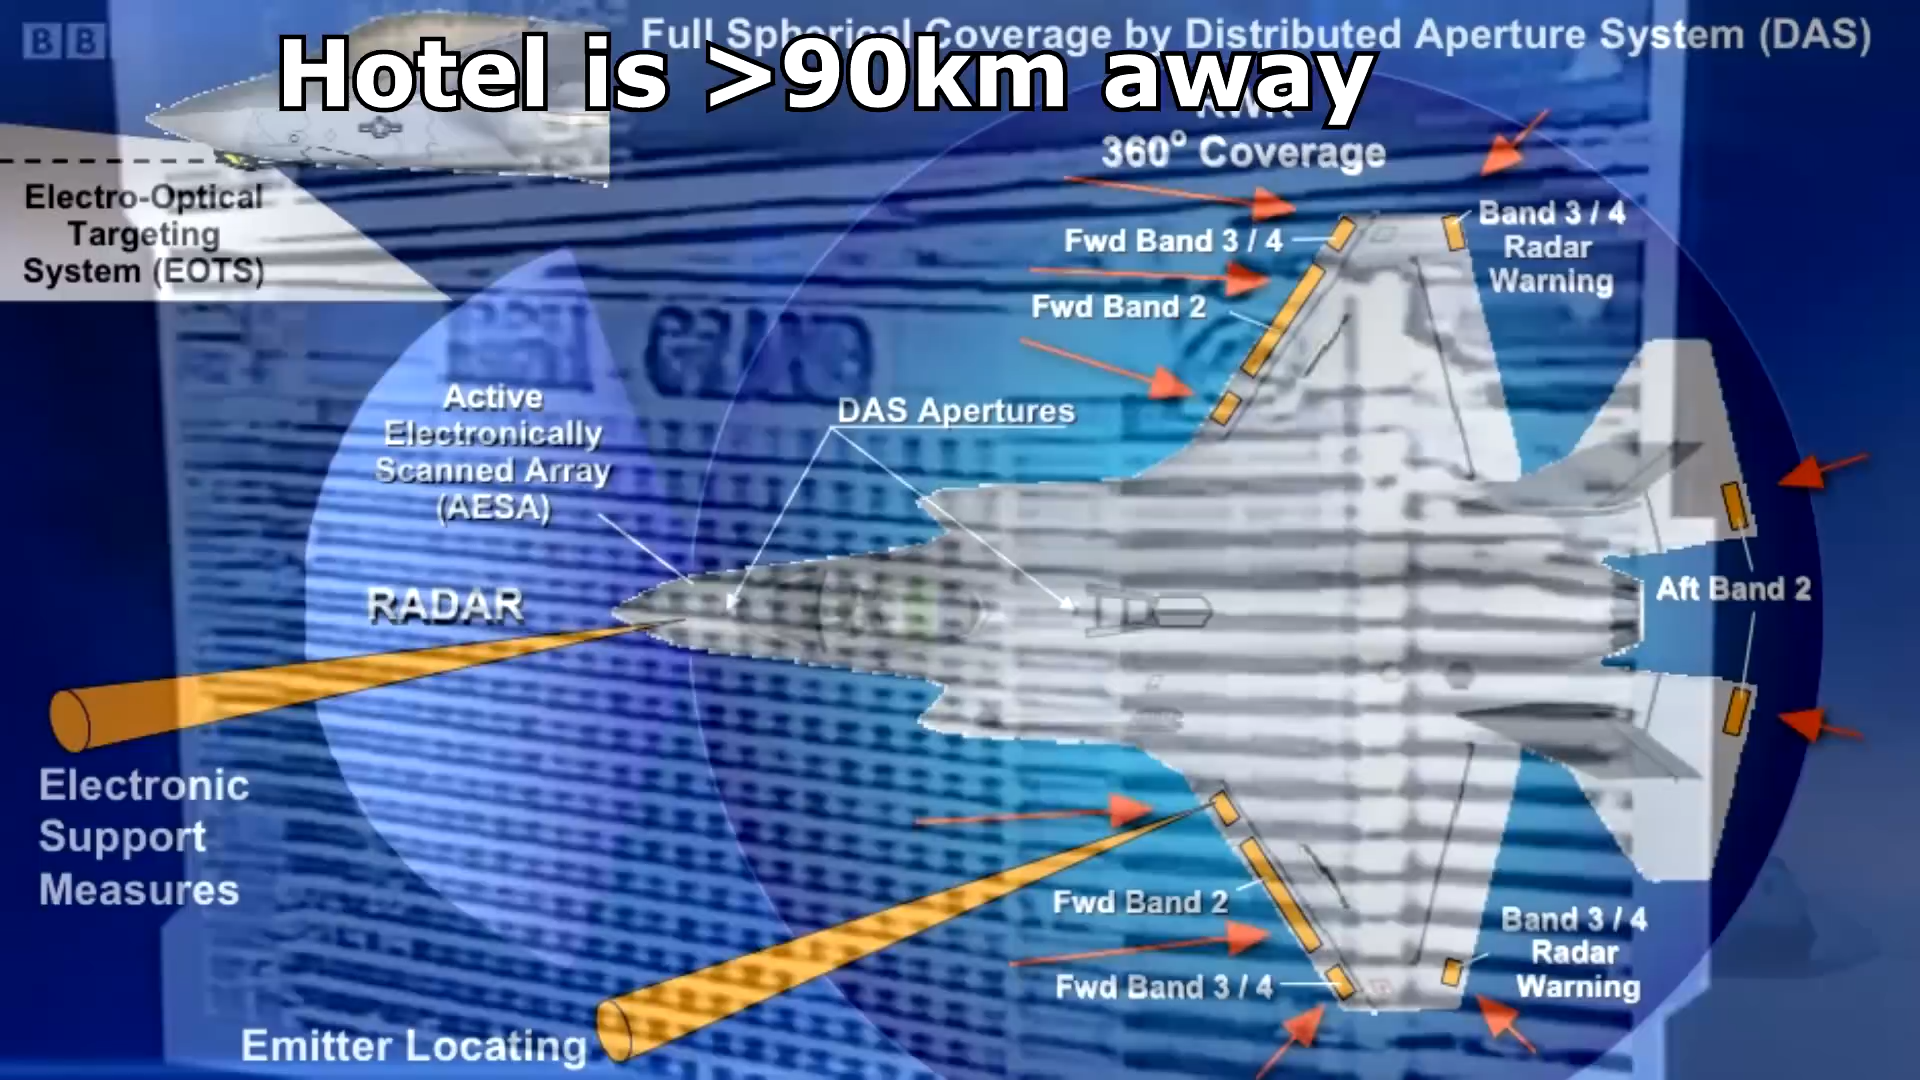 BB
Full Spherical Coverage by Distributed Aperture System (DAS)
Hotel is >90km away
RWR
360° Coverage
Electro-Optical
Targeting
System (EOTS)
Fwd Band 3 / 4
Band 3 / 4
Radar
Warning
Fwd Band 2
Active
Electronically
Scanned Array
(AESA)
DAS Apertures
RADAR
Aft Band 2
Electronic
Support
Measures
Fwd Band 2
Band 3 / 4
Radar
Warning
Fwd Band 3 / 4
Emitter Locating